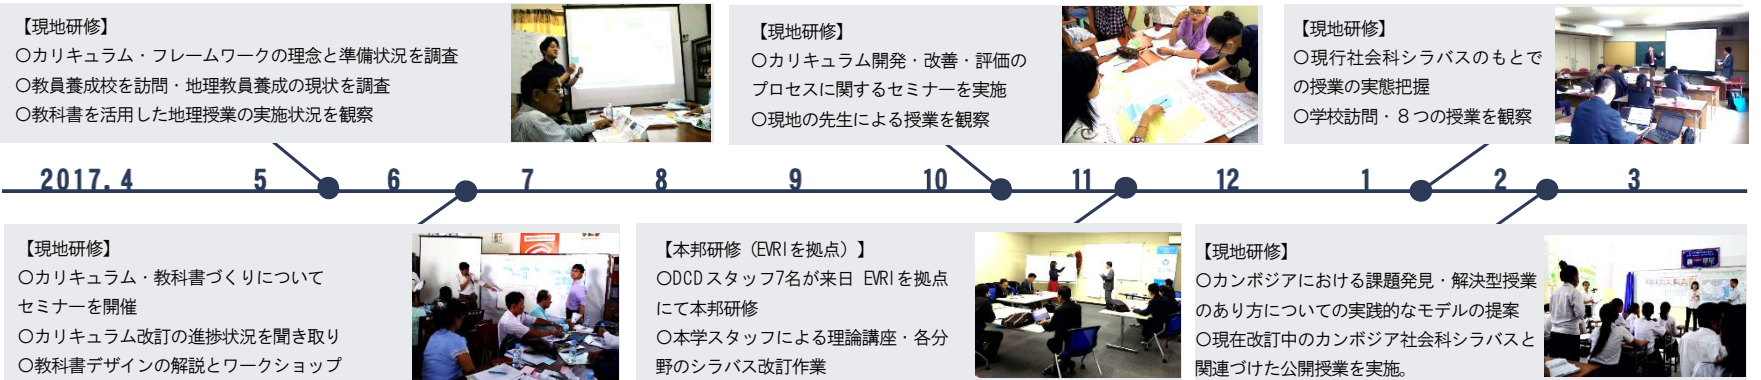 【現地研修】
○カリキュラム・フレームワークの理念と準備状況を調査
○教員養成校を訪問・地理教員養成の現状を調査
○教科書を活用した地理授業の実施状況を観察
【現地研修】
○カリキュラム開発・改善・評価の
プロセスに関するセミナーを実施
○現地の先生による授業を観察
【現地研修】
○現行社会科シラバスのもとで
の授業の実態把握
○学校訪問・８つの授業を観察
2017.4 5 6 7 8 9 10 11 12 1 2 3
【現地研修】
○カリキュラム・教科書づくりについて
セミナーを開催
○カリキュラム改訂の進捗状況を聞き取り
○教科書デザインの解説とワークショップ
【本邦研修（EVRIを拠点）】
○DCDスタッフ7名が来日 EVRIを拠点
にて本邦研修
○本学スタッフによる理論講座・各分
野のシラバス改訂作業
【現地研修】
○カンボジアにおける課題発見・解決型授業
のあり方についての実践的なモデルの提案
○現在改訂中のカンボジア社会科シラバスと
関連づけた公開授業を実施。